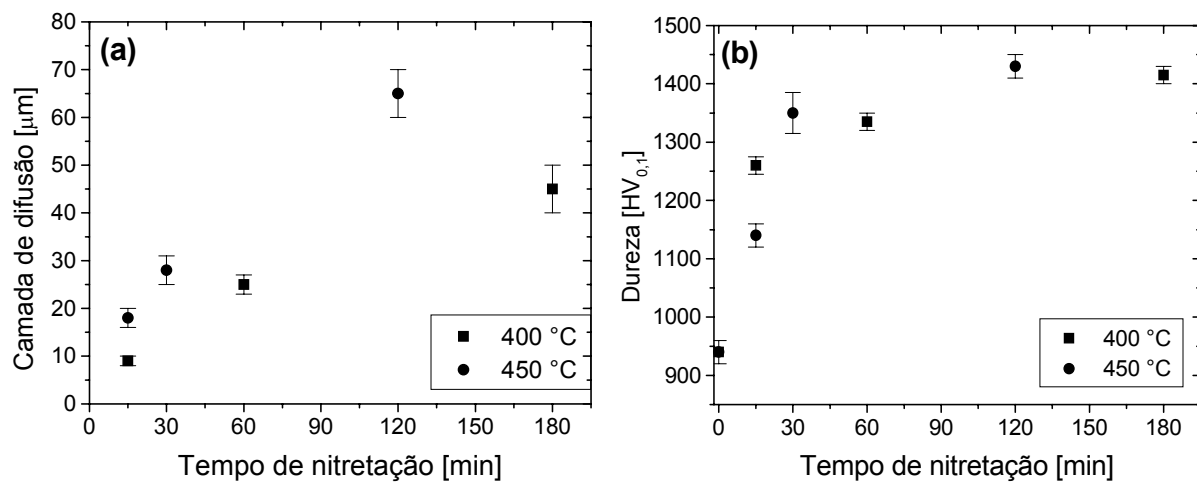 (a)
80
70
60
50
40
30
20
10
0
Camada de difusão [μm]
0 30 60 90 120 150 180
Tempo de nitretação [min]
400 °C
450 °C
(b)
1500
1400
1300
1200
1100
1000
900
Dureza [HV0,1]
0 30 60 90 120 150 180
Tempo de nitretação [min]
400 °C
450 °C